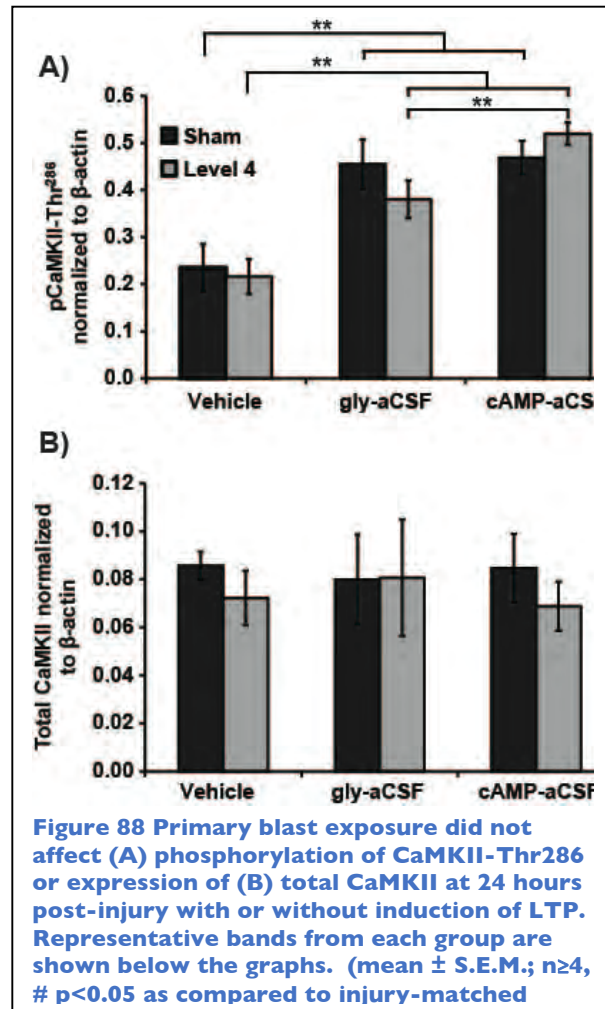 **
A)
**
**
0.6
Sham
Level 4
0.5
0.4
0.3
0.2
0.1
0.0
pCaMKII-Thr²⁸⁶
normalized to β-actin
Vehicle gly-aCSF cAMP-aCS
B)
0.12
0.10
0.08
0.06
0.04
0.02
0.00
Total CaMKII normalized
to β-actin
Vehicle gly-aCSF cAMP-aCSF
Figure 88 Primary blast exposure did not
affect (A) phosphorylation of CaMKII-Thr286
or expression of (B) total CaMKII at 24 hours
post-injury with or without induction of LTP.
Representative bands from each group are
shown below the graphs. (mean ± S.E.M.; n≥4,
# p<0.05 as compared to injury-matched